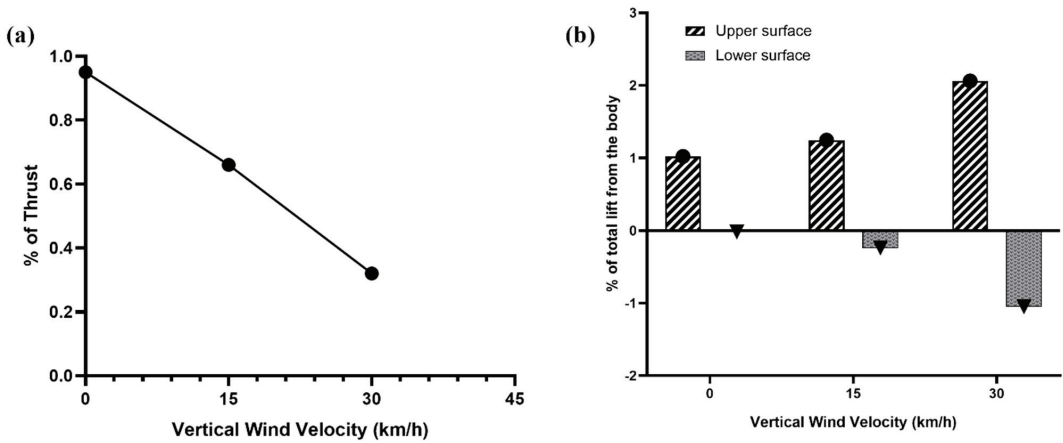 (a)
% of Thrust
1.0
0.8
0.6
0.4
0.2
0.0
0
15
30
45
Vertical Wind Velocity (km/h)
(b)
Upper surface
Lower surface
% of total lift from the body
2
1
0
-1
-2
0
15
30
Vertical Wind Velocity (km/h)